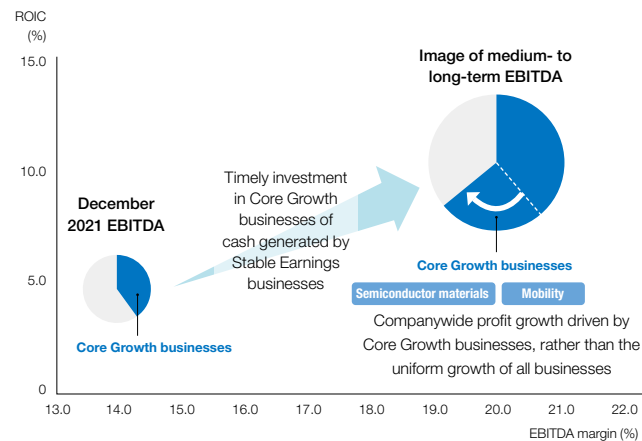 ROIC
(%)
15.0
10.0
5.0
0
Image of medium- to
long-term EBITDA
Timely investment
in Core Growth
businesses of
cash generated by
Stable Earnings
businesses
December
2021 EBITDA
Core Growth businesses
Core Growth businesses
Semiconductor materials
Mobility
Companywide profit growth driven by
Core Growth businesses, rather than the
uniform growth of all businesses
13.0 14.0 15.0 16.0 17.0 18.0 19.0 20.0 21.0 22.0
EBITDA margin (%)